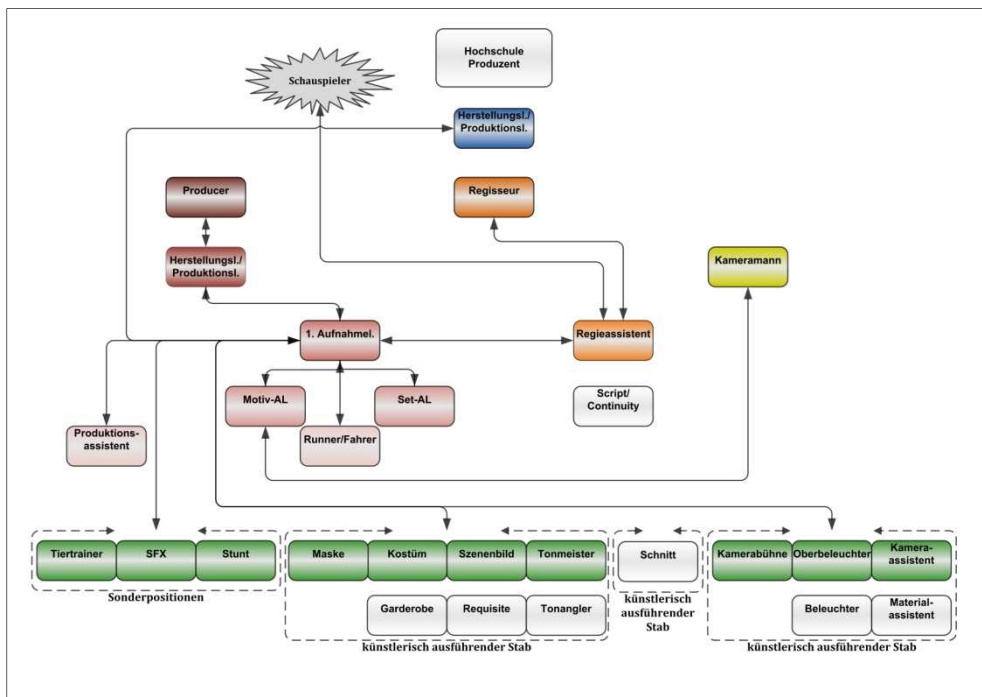 Hochschule
Produzent
Schauspieler
Herstellungsl./
Produktionsl.
Producer
Regisseur
Herstellungsl./
Produktionsl.
Kameramann
1. Aufnahmel.
Regieassistent
Motiv-AL
Set-AL
Script/
Continuity
Produktions-
assistent
Runner/Fahrer
Tiertrainer
SFX
Stunt
Sonderpositionen
Maske
Kostüm
Szenenbild
Tonmeister
Garderobe
Requisite
Tonangler
künstlerisch ausführender Stab
Schnitt
künstlerisch
ausführender
Stab
Kamerabühne
Oberbeleuchter
Kamera-
assistent
Beleuchter
Material-
assistent
künstlerisch ausführender Stab